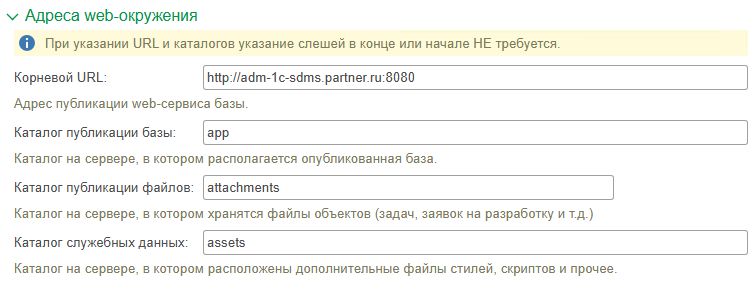 Адреса web-окружения
При указании URL и каталогов указание слешей в конце или начале НЕ требуется.
Корневой URL: http://adm-1c-sdms.partner.ru:8080
Адрес публикации web-сервиса базы.
Каталог публикации базы: app
Каталог на сервере, в котором располагается опубликованная база.
Каталог публикации файлов: attachments
Каталог на сервере, в котором хранятся файлы объектов (задач, заявок на разработку и т.д.)
Каталог служебных данных: assets
Каталог на сервере, в котором расположены дополнительные файлы стилей, скриптов и прочее.